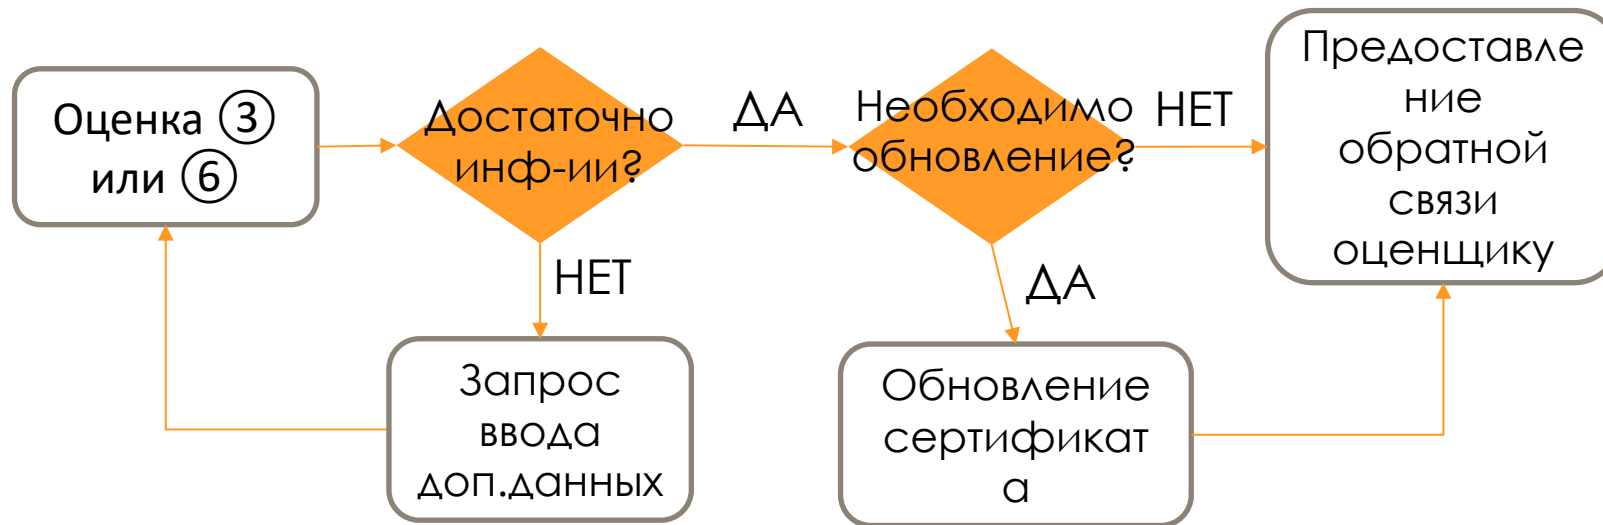 Оценка ③
или ⑥
Достаточно
инф-ии?
ДА
Необходимо
обновление?
НЕТ
Предоставле
ние
обратной
связи
оценщику
НЕТ
ДА
Запрос
ввода
доп.данных
Обновление
сертификат
а